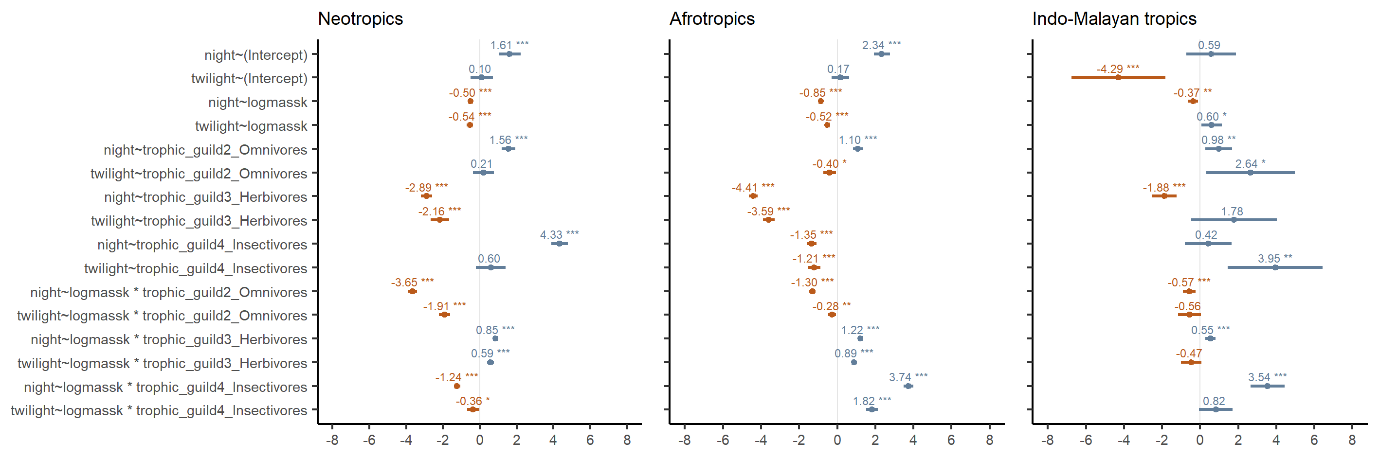 Neotropics Afrotropics Indo-Malayan tropics
night~(Intercept) 1.61 *** 2.34 *** 0.59
twilight~(Intercept) 0.10 0.17 -4.29 ***
night~logmassk -0.50 *** -0.85 *** -0.37 **
twilight~logmassk -0.54 *** -0.52 *** 0.60 *
night~trophic_guild2_Omnivores 1.56 *** 1.10 *** 0.98 **
twilight~trophic_guild2_Omnivores 0.21 -0.40 * 2.64 *
night~trophic_guild3_Herbivores -2.89 *** -4.41 *** -1.88 ***
twilight~trophic_guild3_Herbivores -2.16 *** -3.59 *** 1.78
night~trophic_guild4_Insectivores 4.33 *** -1.35 *** 0.42
twilight~trophic_guild4_Insectivores 0.60 -1.21 *** 3.95 **
night~logmassk * trophic_guild2_Omnivores -3.65 *** -1.30 *** -0.57 ***
twilight~logmassk * trophic_guild2_Omnivores -1.91 *** -0.28 ** -0.56
night~logmassk * trophic_guild3_Herbivores 0.85 *** 1.22 *** 0.55 ***
twilight~logmassk * trophic_guild3_Herbivores 0.59 *** 0.89 *** -0.47
night~logmassk * trophic_guild4_Insectivores -1.24 *** 3.74 *** 3.54 ***
twilight~logmassk * trophic_guild4_Insectivores -0.36 * 1.82 *** 0.82
-8 -6 -4 -2 0 2 4 6 8 -8 -6 -4 -2 0 2 4 6 8 -8 -6 -4 -2 0 2 4 6 8